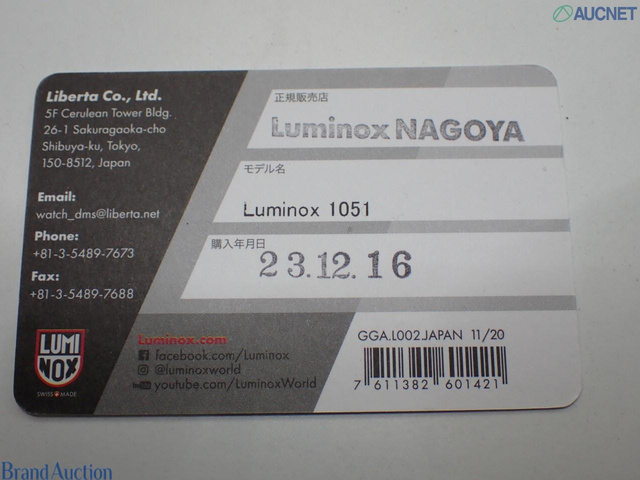 AUCNET
Liberta Co., Ltd.
5F Cerulean Tower Bldg.
26-1 Sakuragaoka-cho
Shibuya-ku, Tokyo,
150-8512, Japan
Email:
watch_dms@liberta.net
Phone:
+81-3-5489-7673
Fax:
+81-3-5489-7688
LUMI
NOX
SWISS MADE
正規販売店
Luminox NAGOYA
モデル名
Luminox 1051
購入年月日
23.12.16
Luminox.com
facebook.com/Luminox
@luminoxworld
youtube.com/LuminoxWorld
GGA.L002.JAPAN 11/20
7 611382 601421
Brand Auction